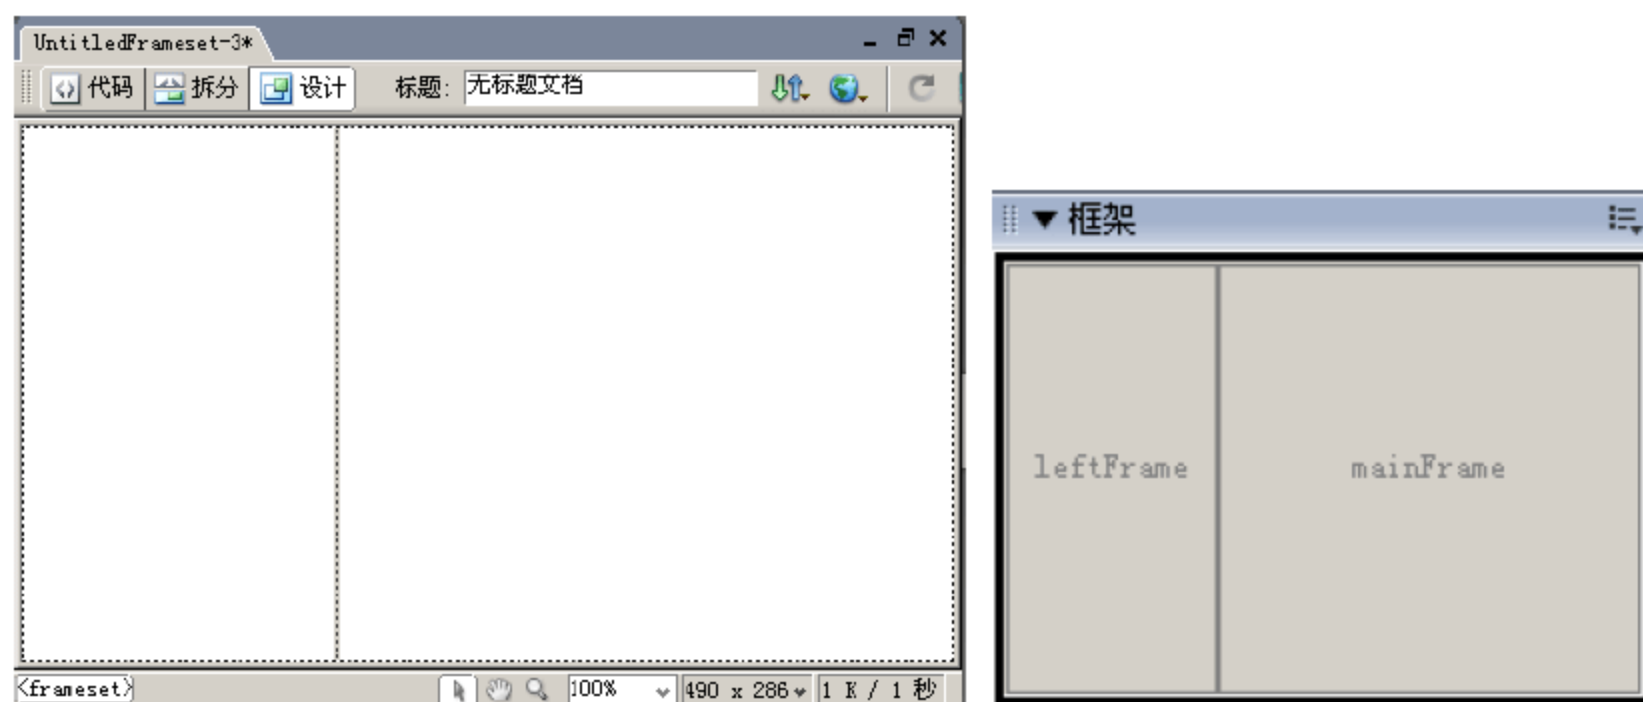 UntitledFrameset-3*
代码 拆分 设计 标题: 无标题文档
框架
leftFrame mainFrame
<frameset> 100% 490 x 286 1 K / 1 秒